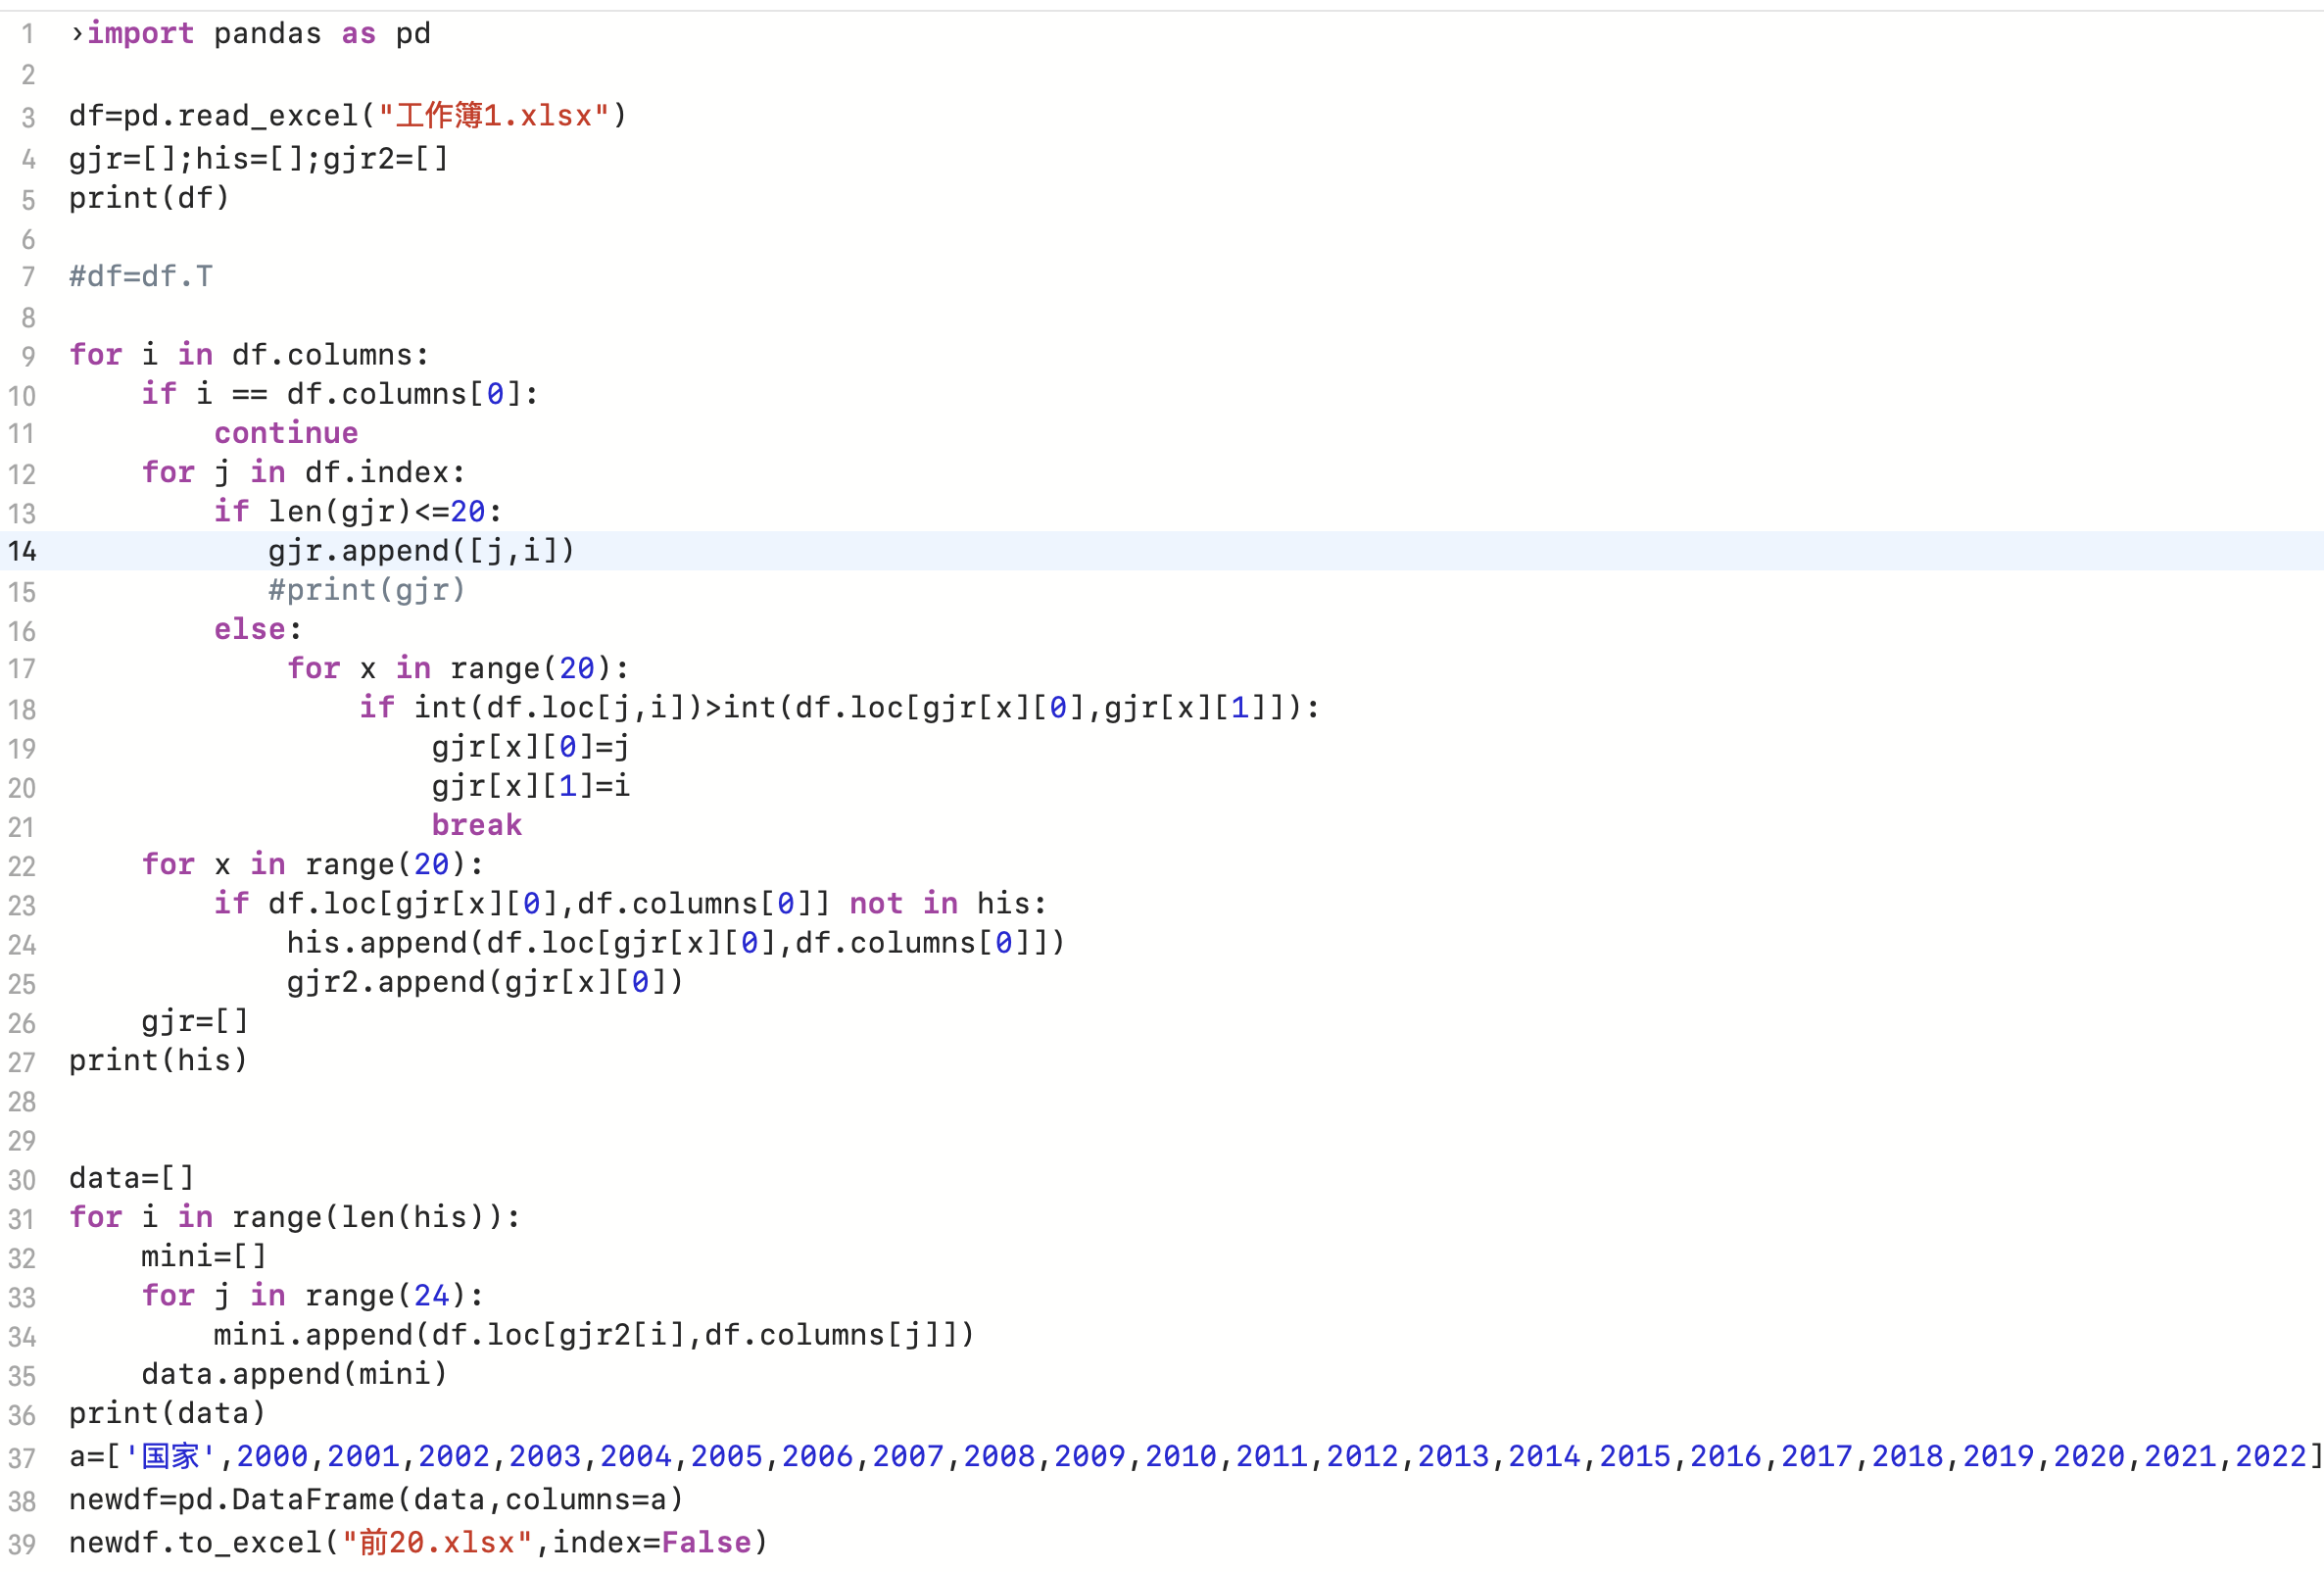 1 ›import pandas as pd
2
3 df=pd.read_excel("工作簿1.xlsx")
4 gjr=[];his=[];gjr2=[]
5 print(df)
6
7 #df=df.T
8
9 for i in df.columns:
10     if i == df.columns[0]:
11         continue
12     for j in df.index:
13         if len(gjr)<=20:
14            gjr.append([j,i])
15            #print(gjr)
16         else:
17             for x in range(20):
18                 if int(df.loc[j,i])>int(df.loc[gjr[x][0],gjr[x][1]]):
19                     gjr[x][0]=j
20                     gjr[x][1]=i
21                     break
22     for x in range(20):
23         if df.loc[gjr[x][0],df.columns[0]] not in his:
24             his.append(df.loc[gjr[x][0],df.columns[0]])
25             gjr2.append(gjr[x][0])
26     gjr=[]
27 print(his)
28
29
30 data=[]
31 for i in range(len(his)):
32     mini=[]
33     for j in range(24):
34         mini.append(df.loc[gjr2[i],df.columns[j]])
35     data.append(mini)
36 print(data)
37 a=['国家',2000,2001,2002,2003,2004,2005,2006,2007,2008,2009,2010,2011,2012,2013,2014,2015,2016,2017,2018,2019,2020,2021,2022]
38 newdf=pd.DataFrame(data,columns=a)
39 newdf.to_excel("前20.xlsx",index=False)